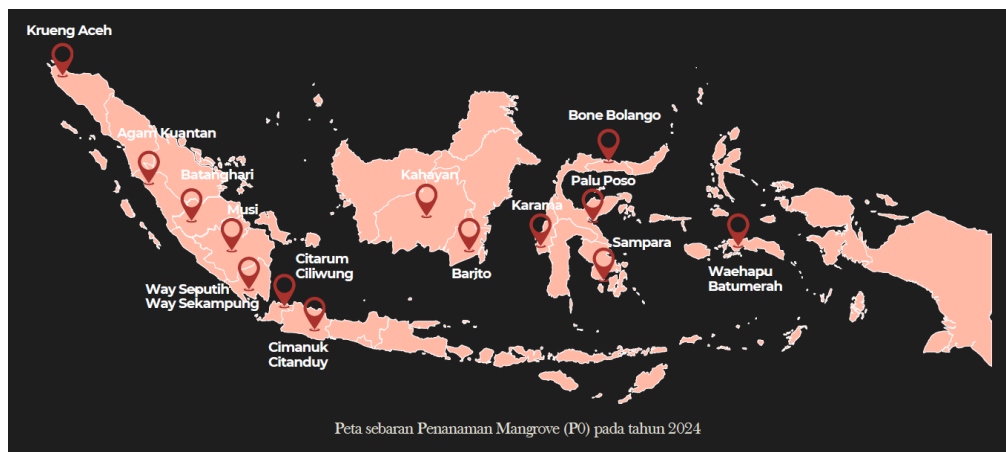 Krueng Aceh
Agam Kuantan
Batanghari
Musi
Way Seputih
Way Sekampung
Citarum
Ciliwung
Cimanuk
Citanduy
Kahayan
Barito
Bone Bolango
Palu Poso
Karama
Sampara
Waehapu
Batumerah
Peta sebaran Penanaman Mangrove (P0) pada tahun 2024